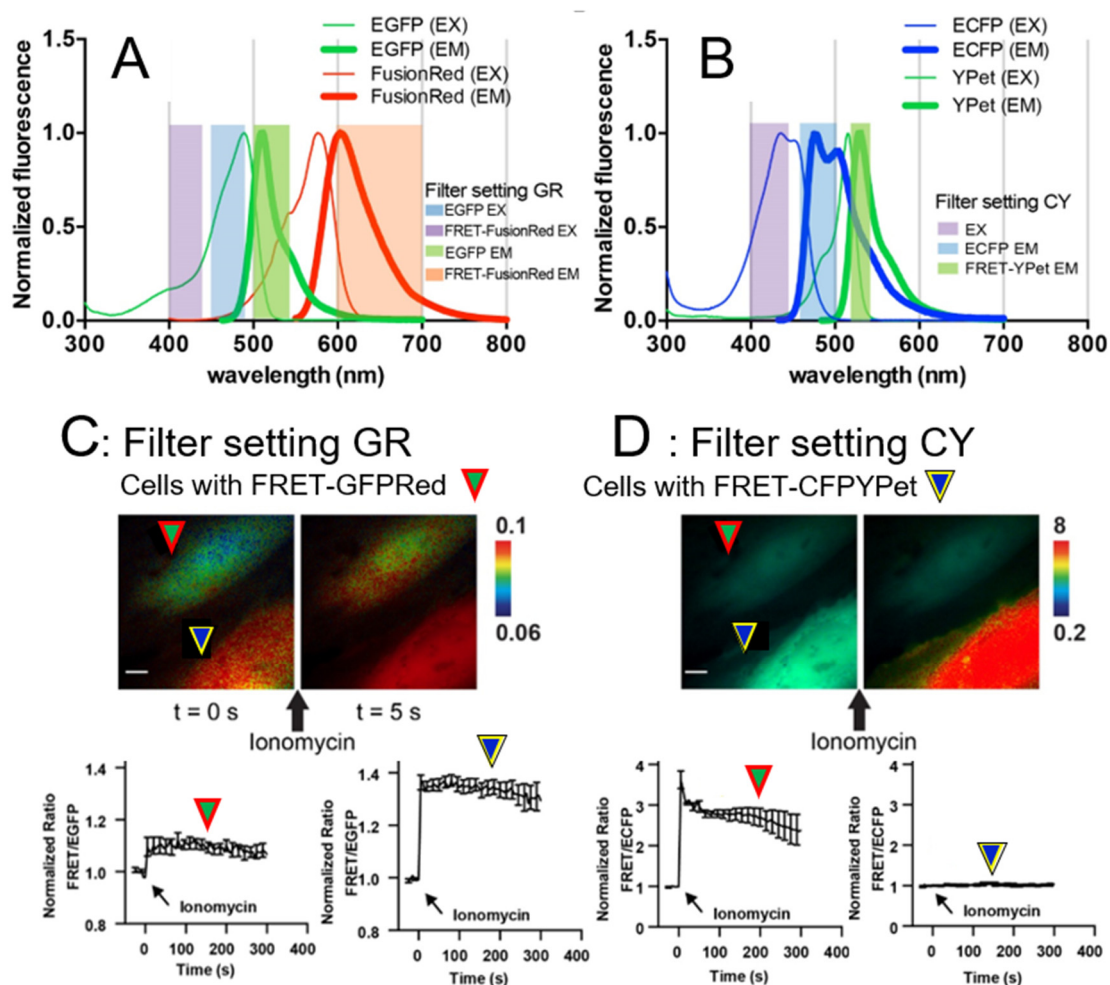 A
EGFP (EX)
EGFP (EM)
FusionRed (EX)
FusionRed (EM)
Normalized fluorescence
1.5
1.0
0.5
0.0
300 400 500 600 700 800
wavelength (nm)
Filter setting GR
EGFP EX
FRET-FusionRed EX
EGFP EM
FRET-FusionRed EM
B
ECFP (EX)
ECFP (EM)
YPet (EX)
YPet (EM)
Normalized fluorescence
1.5
1.0
0.5
0.0
300 400 500 600 700 800
wavelength (nm)
Filter setting CY
EX
ECFP EM
FRET-YPet EM
C: Filter setting GR
Cells with FRET-GFPRed
0.1
0.06
t = 0 s t = 5 s
Ionomycin
Normalized Ratio
FRET/EGFP
1.4
1.2
1.0
0.8
Ionomycin
0 100 200 300 400
Time (s)
Normalized Ratio
FRET/EGFP
1.4
1.2
1.0
0.8
Ionomycin
0 100 200 300 400
Time (s)
D : Filter setting CY
Cells with FRET-CFPYPet
8
0.2
Ionomycin
Normalized Ratio
FRET/ECFP
4
3
2
1
0
Ionomycin
0 100 200 300 400
Time (s)
Normalized Ratio
FRET/ECFP
4
3
2
1
0
Ionomycin
0 100 200 300 400
Time (s)